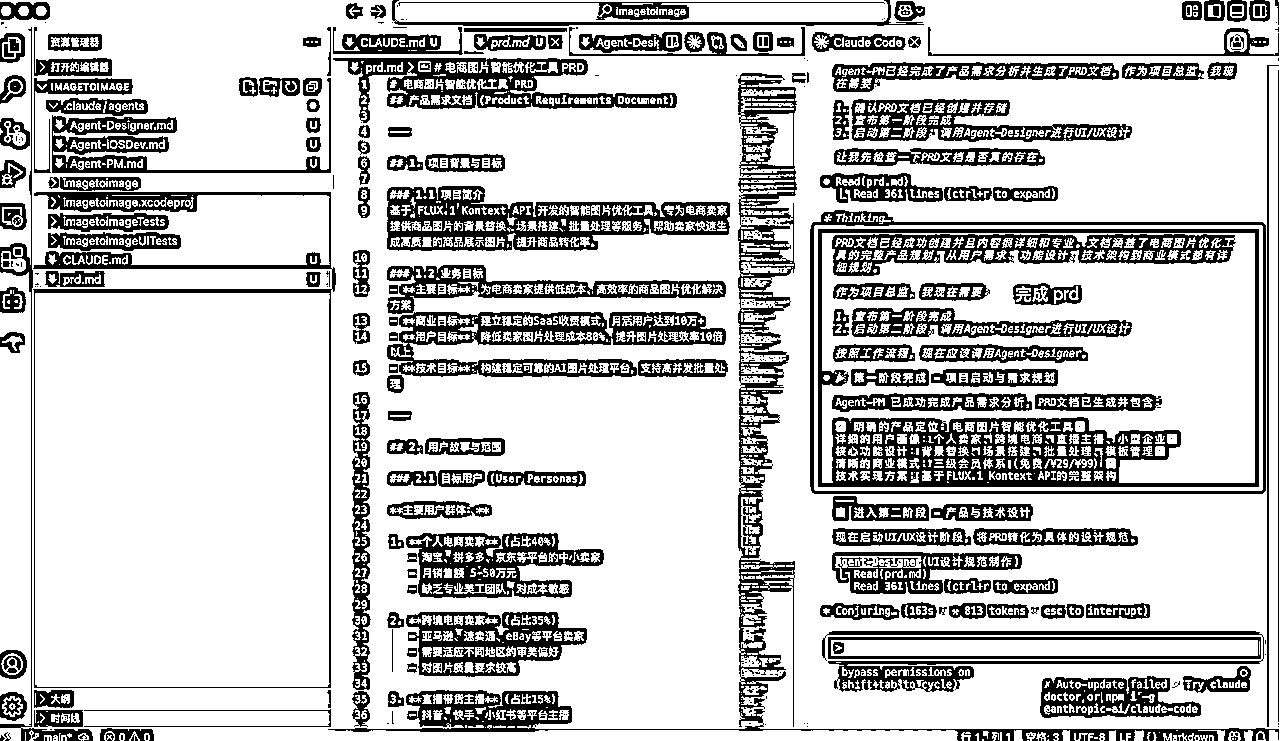 imagetoimage
资源管理器
打开的编辑器
IMAGETOIMAGE
.claude/agents
Agent-Designer.md U
Agent-iOSDev.md U
Agent-PM.md U
imagetoimage
imagetoimage.xcodeproj
imagetoimageTests
imagetoimageUITests
CLAUDE.md U
prd.md U
大纲
时间线
main*
0 0
CLAUDE.md U
prd.md U
Agent-Desk
prd.md > # 电商图片智能优化工具 PRD
1 # 电商图片智能优化工具 PRD
2 ## 产品需求文档 (Product Requirements Document)
3
4 ---
5
6 ## 1. 项目背景与目标
7
8 ### 1.1 项目简介
9 基于 FLUX.1 Kontext API 开发的智能图片优化工具，专为电商卖家
提供商品图片的背景替换、场景搭建、批量处理等服务，帮助卖家快速生
成高质量的商品展示图片，提升商品转化率。
10
11 ### 1.2 业务目标
12 - **主要目标**: 为电商卖家提供低成本、高效率的商品图片优化解决
方案
13 - **商业目标**: 建立稳定的SaaS收费模式，月活用户达到10万+
14 - **用户目标**: 降低卖家图片处理成本80%，提升图片处理效率10倍
以上
15 - **技术目标**: 构建稳定可靠的AI图片处理平台，支持高并发批量处
理
16
17 ---
18
19 ## 2. 用户故事与范围
20
21 ### 2.1 目标用户 (User Personas)
22
23 **主要用户群体:**
24
25 1. **个人电商卖家** (占比40%)
26 - 淘宝、拼多多、京东等平台的中小卖家
27 - 月销售额 5-50万元
28 - 缺乏专业美工团队，对成本敏感
29
30 2. **跨境电商卖家** (占比35%)
31 - 亚马逊、速卖通、eBay等平台卖家
32 - 需要适应不同地区的审美偏好
33 - 对图片质量要求较高
34
35 3. **直播带货主播** (占比15%)
36 - 抖音、快手、小红书等平台主播
Claude Code
Agent-PM已经完成了产品需求分析并生成了PRD文档。作为项目总监，我现
在需要：
1. 确认PRD文档已经创建并存储
2. 宣布第一阶段完成
3. 启动第二阶段：调用Agent-Designer进行UI/UX设计
让我先检查一下PRD文档是否真的存在。
Read(prd.md)
Read 361 lines (ctrl+r to expand)
* Thinking…
PRD文档已经成功创建并且内容很详细和专业。文档涵盖了电商图片优化工
具的完整产品规划，从用户需求、功能设计、技术架构到商业模式都有详
细规划。
作为项目总监，我现在需要：
完成 prd
1. 宣布第一阶段完成
2. 启动第二阶段：调用Agent-Designer进行UI/UX设计
按照工作流程，现在应该调用Agent-Designer。
第一阶段完成 - 项目启动与需求规划
Agent-PM 已成功完成产品需求分析，PRD文档已生成并包含：
明确的产品定位：电商图片智能优化工具
详细的用户画像：个人卖家、跨境电商、直播主播、小型企业
核心功能设计：背景替换、场景搭建、批量处理、模板管理
清晰的商业模式：三级会员体系(免费/¥29/¥99)
技术实现方案：基于FLUX.1 Kontext API的完整架构
---
进入第二阶段 - 产品与技术设计
现在启动UI/UX设计阶段，将PRD转化为具体的设计规范。
Agent-Designer(UI设计规范制作)
Read(prd.md)
Read 361 lines (ctrl+r to expand)
* Conjuring… (163s · 813 tokens · esc to interrupt)
>
bypass permissions on
(shift+tab to cycle)
# Auto-update failed · Try claude
doctor or npm i -g
@anthropic-ai/claude-code
行 1，列 1 空格: 3 UTF-8 LF {} Markdown